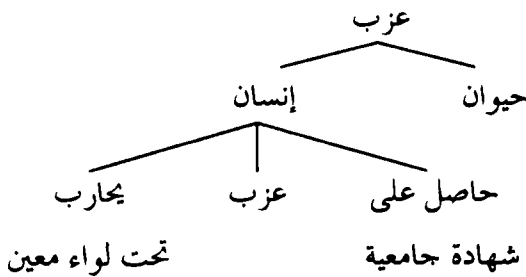 عزب
حيوان إنسان
حاصل على عزب يحارب
شهادة جامعية تحت لواء معين